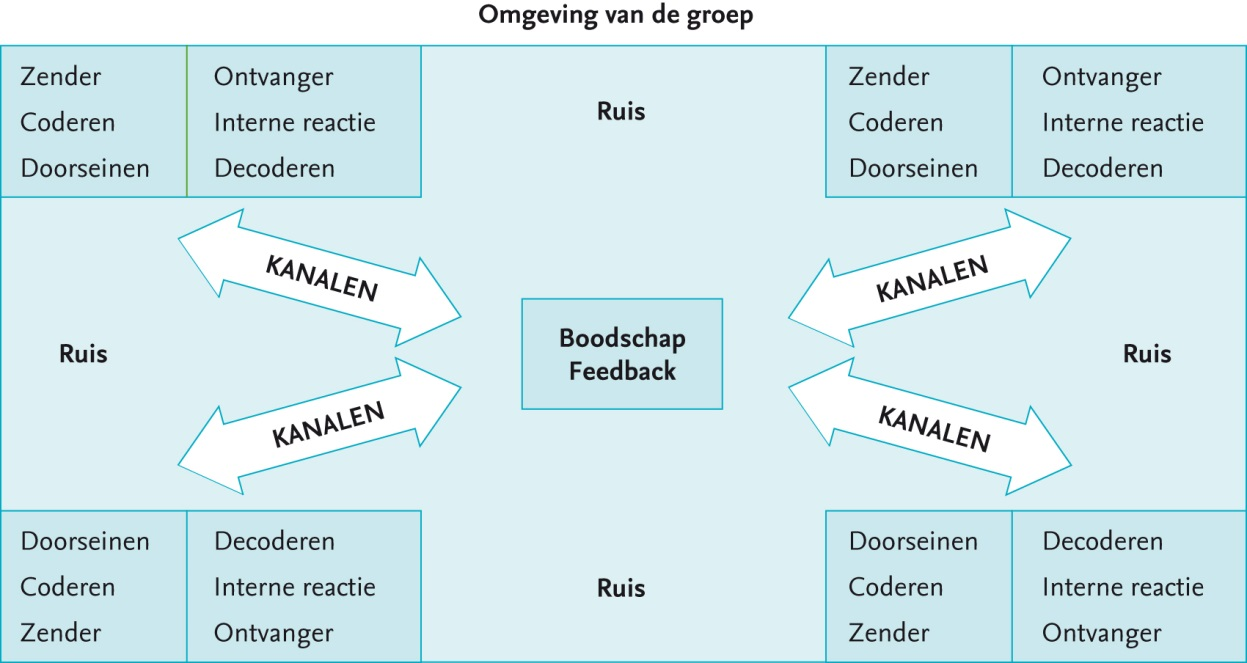 Omgeving van de groep
Zender
Coderen
Doorseinen
Ontvanger
Interne reactie
Decoderen
Ruis
Zender
Coderen
Doorseinen
Ontvanger
Interne reactie
Decoderen
KANALEN
KANALEN
Ruis
Boodschap
Feedback
Ruis
KANALEN
KANALEN
Doorseinen
Coderen
Zender
Decoderen
Interne reactie
Ontvanger
Ruis
Doorseinen
Coderen
Zender
Decoderen
Interne reactie
Ontvanger